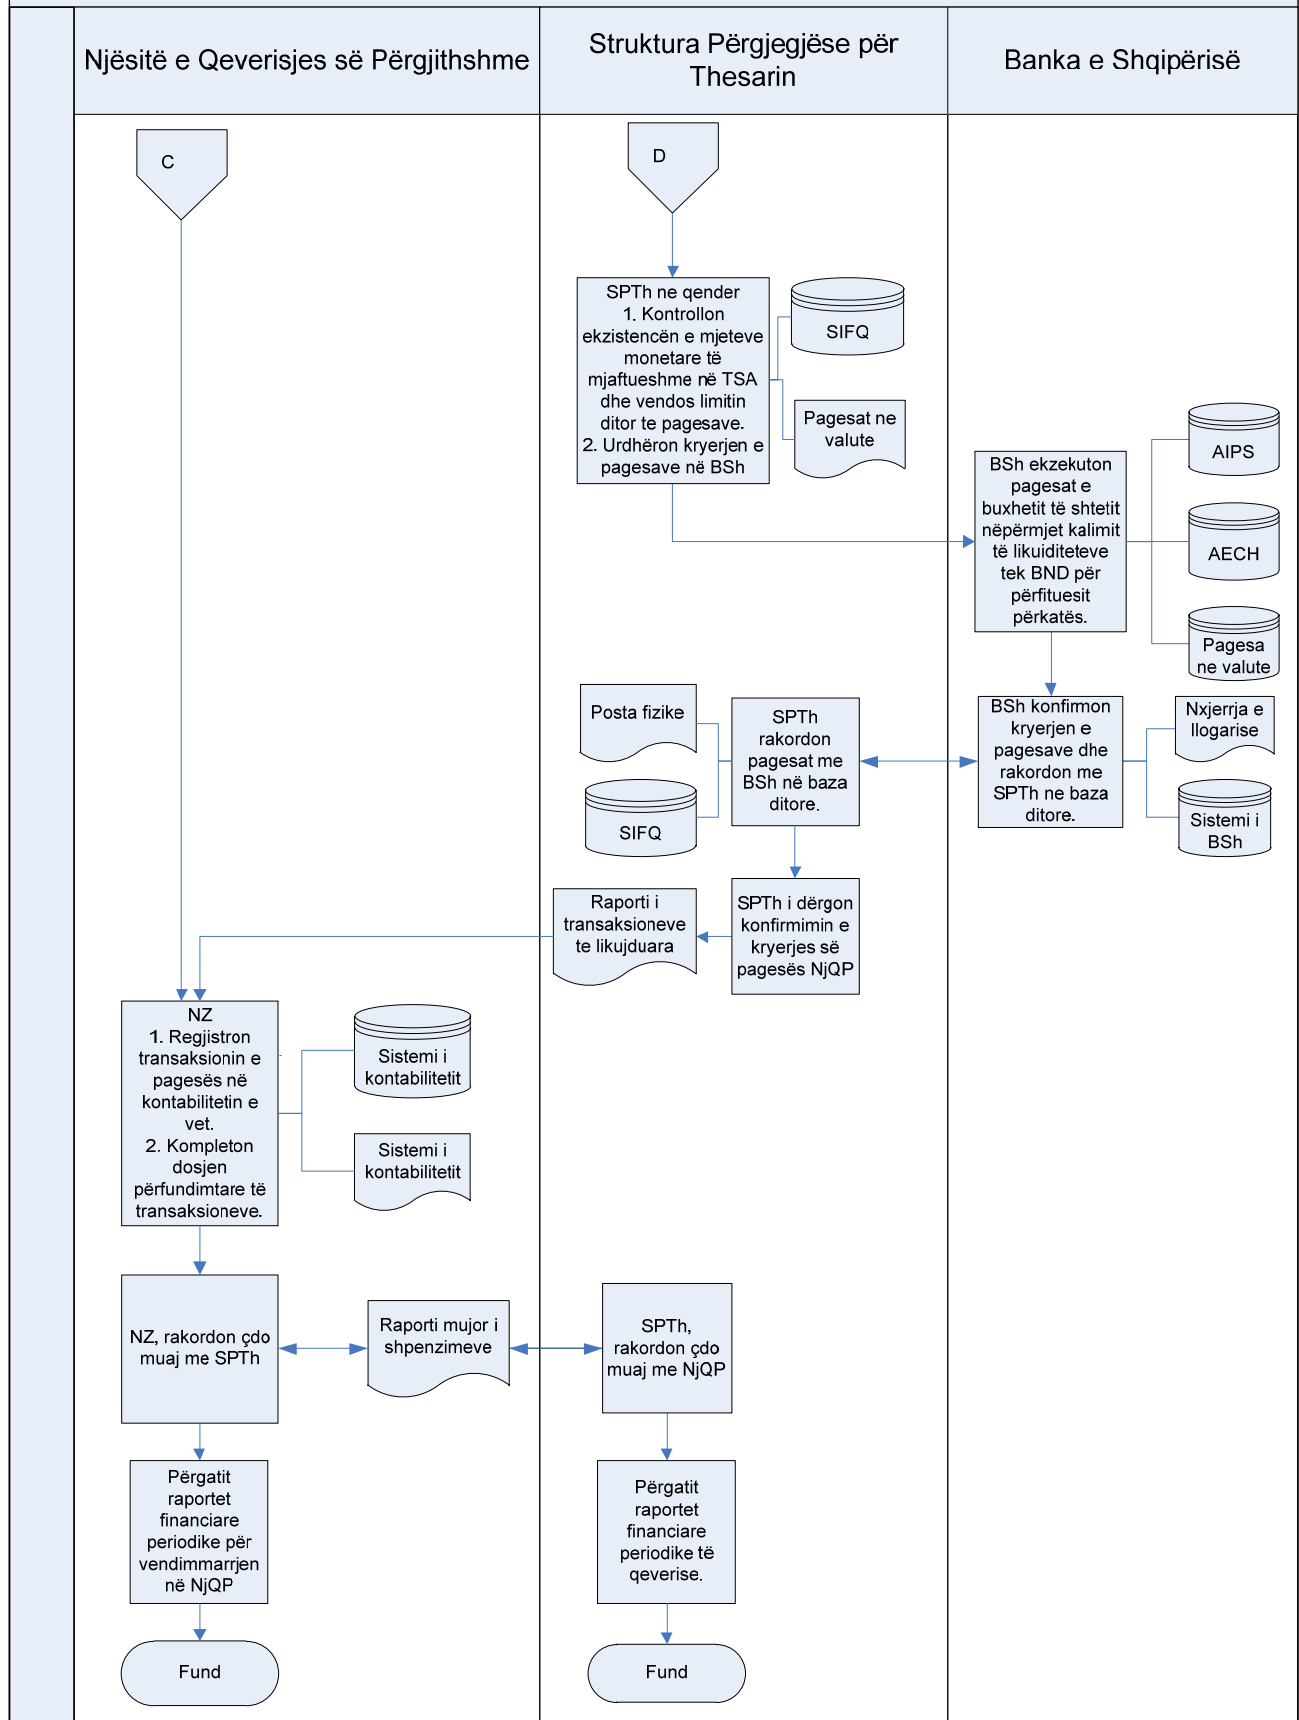 Njësitë e Qeverisjes së Përgjithshme
Struktura Përgjegjëse për
Thesarin
Banka e Shqipërisë
C
D
SPTh ne qender
1. Kontrollon
ekzistencën e mjeteve
monetare të
mjaftueshme në TSA
dhe vendos limitin
ditor te pagesave.
2. Urdhëron kryerjen e
pagesave në BSh
SIFQ
Pagesat ne
valute
BSh ekzekuton
pagesat e
buxhetit të shtetit
nëpërmjet kalimit
të likuiditeteve
tek BND për
përfituesit
përkatës.
AIPS
AECH
Pagesa
ne valute
Posta fizike
SIFQ
SPTh
rakordon
pagesat me
BSh në baza
ditore.
BSh konfirmon
kryerjen e
pagesave dhe
rakordon me
SPTh ne baza
ditore.
Nxjerrja e
llogarise
Sistemi i
BSh
Raporti i
transaksioneve
te likujduara
SPTh i dërgon
konfirmimin e
kryerjes së
pagesës NjQP
NZ
1. Regjistron
transaksionin e
pagesës në
kontabilitetin e
vet.
2. Kompleton
dosjen
përfundimtare të
transaksioneve.
Sistemi i
kontabilitetit
Sistemi i
kontabilitetit
NZ, rakordon çdo
muaj me SPTh
Raporti mujor i
shpenzimeve
SPTh,
rakordon çdo
muaj me NjQP
Përgatit
raportet
financiare
periodike për
vendimmarrjen
në NjQP
Përgatit
raportet
financiare
periodike të
qeverise.
Fund
Fund